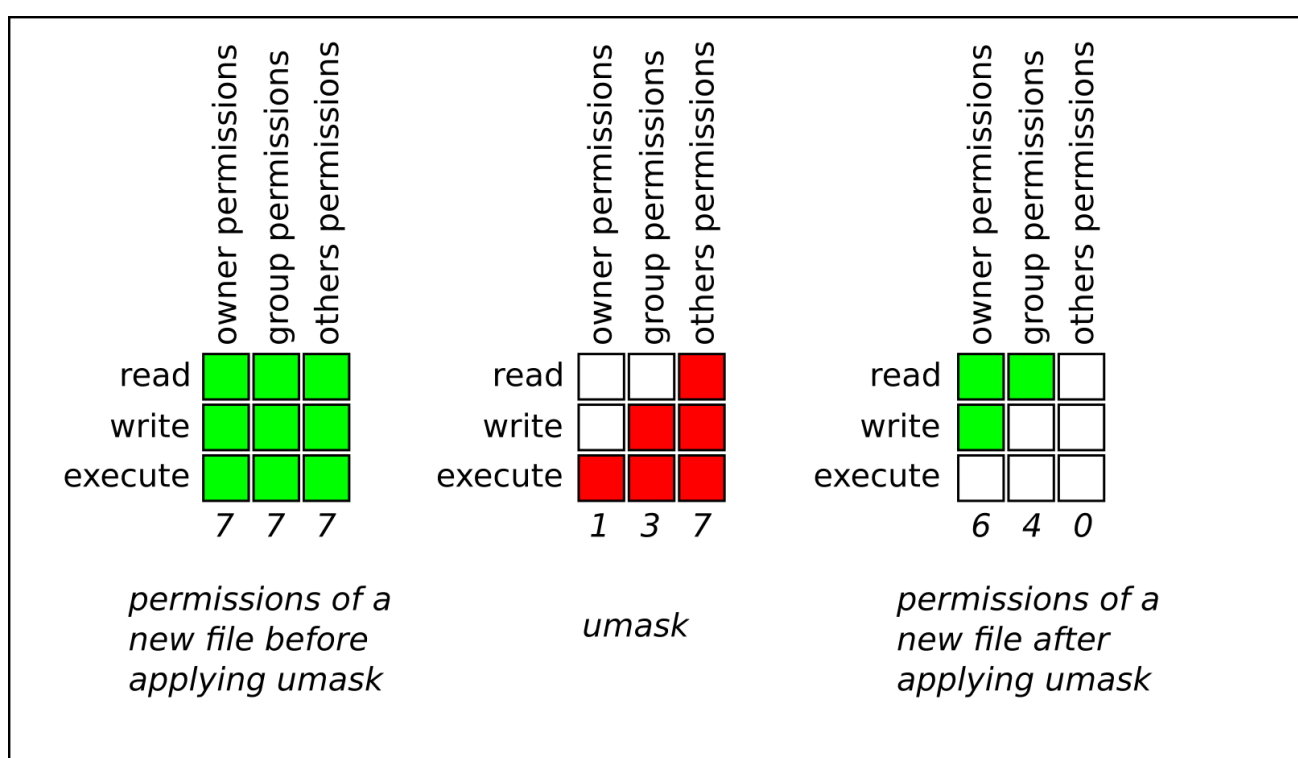 owner permissions
group permissions
others permissions
read
write
execute
7 7 7
permissions of a
new file before
applying umask
owner permissions
group permissions
others permissions
read
write
execute
1 3 7
umask
owner permissions
group permissions
others permissions
read
write
execute
6 4 0
permissions of a
new file after
applying umask